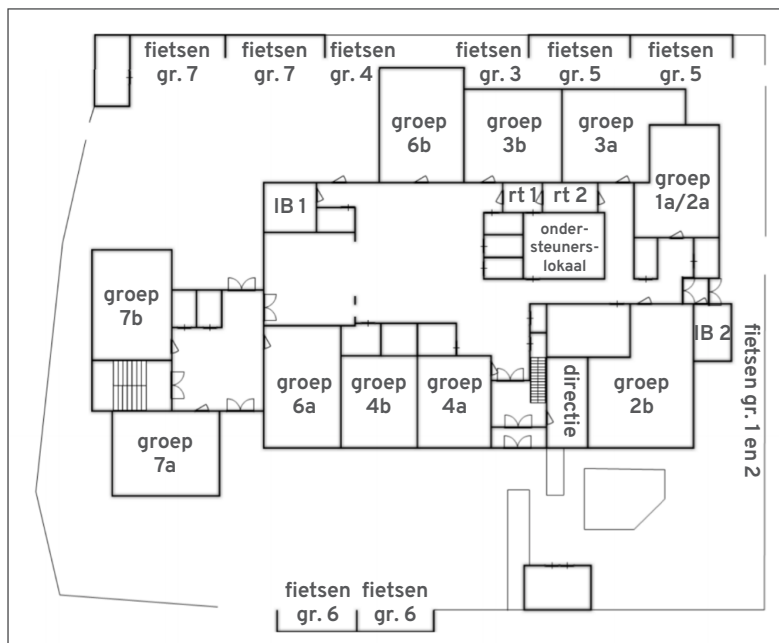 fietsen
gr. 7
fietsen
gr. 7
fietsen
gr. 4
fietsen
gr. 3
fietsen
gr. 5
fietsen
gr. 5
groep
6b
groep
3b
groep
3a
groep
1a/2a
IB 1
rt 1
rt 2
onder-
steuners-
lokaal
groep
7b
IB 2
groep
6a
groep
4b
groep
4a
directie
groep
2b
fietsen gr. 1 en 2
groep
7a
fietsen
gr. 6
fietsen
gr. 6